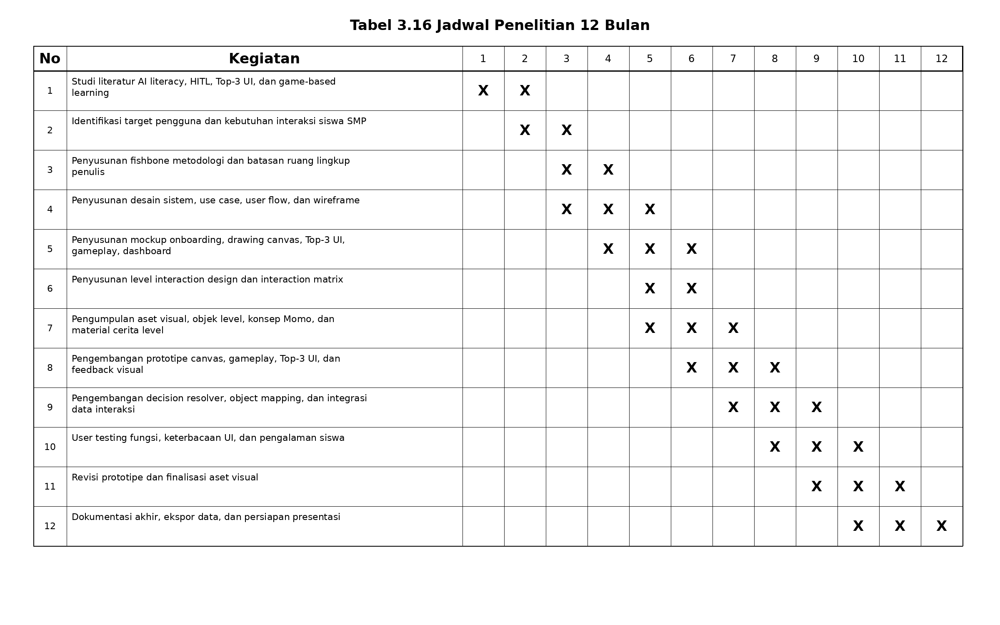 Tabel 3.16 Jadwal Penelitian 12 Bulan
No Kegiatan 1 2 3 4 5 6 7 8 9 10 11 12
1 Studi literatur AI literacy, HITL, Top-3 UI, dan game-based
learning X X
2 Identifikasi target pengguna dan kebutuhan interaksi siswa SMP X X
3 Penyusunan fishbone metodologi dan batasan ruang lingkup
penulis X X
4 Penyusunan desain sistem, use case, user flow, dan wireframe X X X
5 Penyusunan mockup onboarding, drawing canvas, Top-3 UI,
gameplay, dashboard X X X
6 Penyusunan level interaction design dan interaction matrix X X
7 Pengumpulan aset visual, objek level, konsep Momo, dan
material cerita level X X X
8 Pengembangan prototipe canvas, gameplay, Top-3 UI, dan
feedback visual X X X
9 Pengembangan decision resolver, object mapping, dan integrasi
data interaksi X X X
10 User testing fungsi, keterbacaan UI, dan pengalaman siswa X X X
11 Revisi prototipe dan finalisasi aset visual X X X
12 Dokumentasi akhir, ekspor data, dan persiapan presentasi X X X